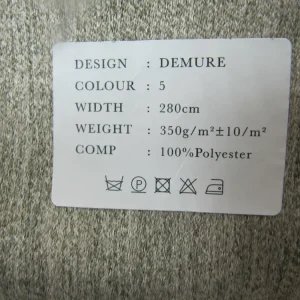 DESIGN : DEMURE
COLOUR : 5
WIDTH : 280cm
WEIGHT : 350g/m²±10/m²
COMP : 100%Polyester